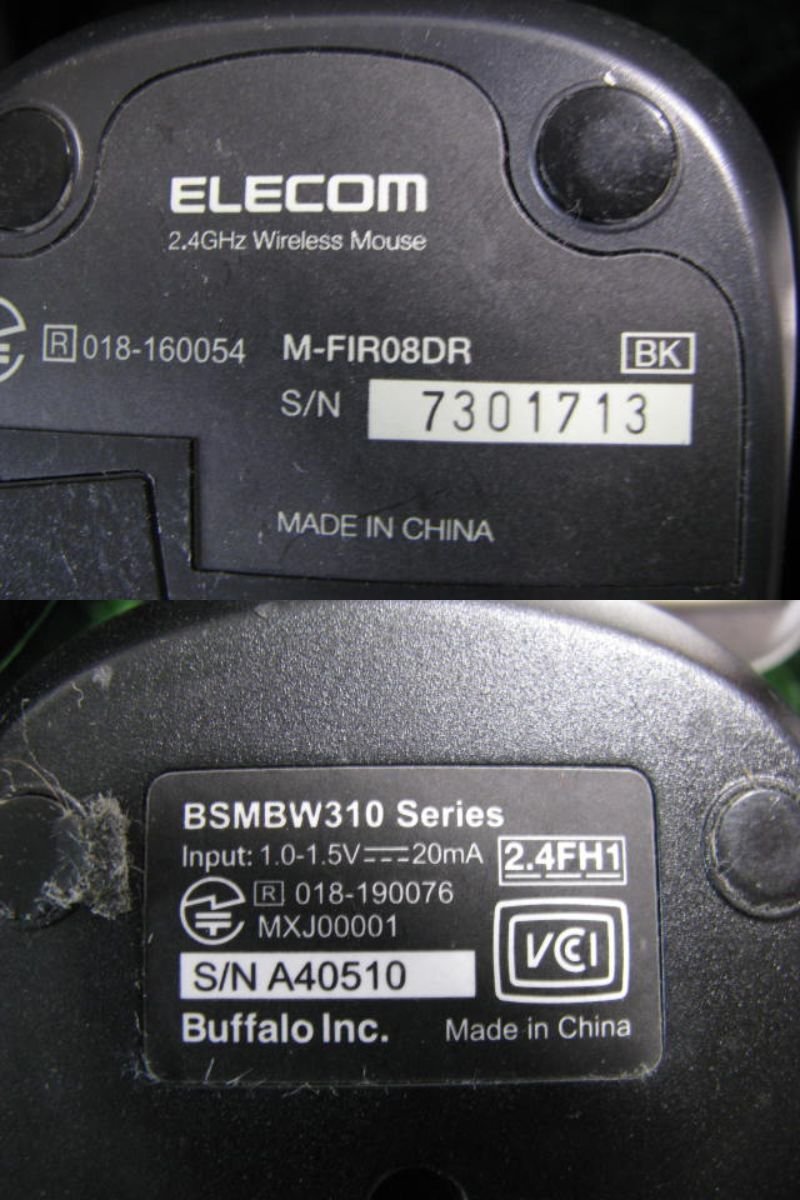 ELECOM
2.4GHz Wireless Mouse
R 018-160054 M-FIR08DR BK
S/N 7301713
MADE IN CHINA
BSMBW310 Series
Input: 1.0-1.5V⎓20mA 2.4FH1
R 018-190076
MXJ00001
VCCI
S/N A40510
Buffalo Inc. Made in China